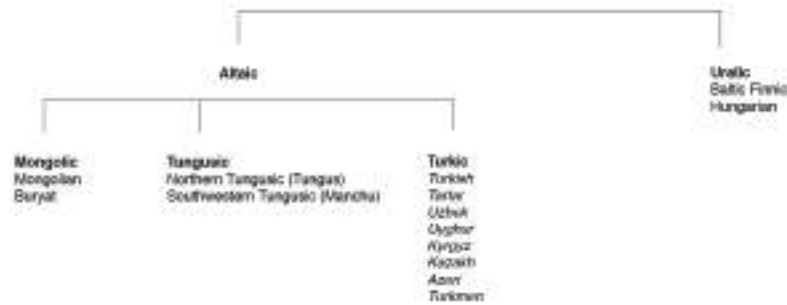 Altaic
Uralic
Baltic Finnic
Hungarian
Mongolic
Mongolian
Buryat
Tungusic
Northern Tungusic (Tungus)
Southwestern Tungusic (Manchu)
Turkic
Turkish
Tartar
Uzbek
Uyghur
Kyrgyz
Kazakh
Azeri
Turkmen